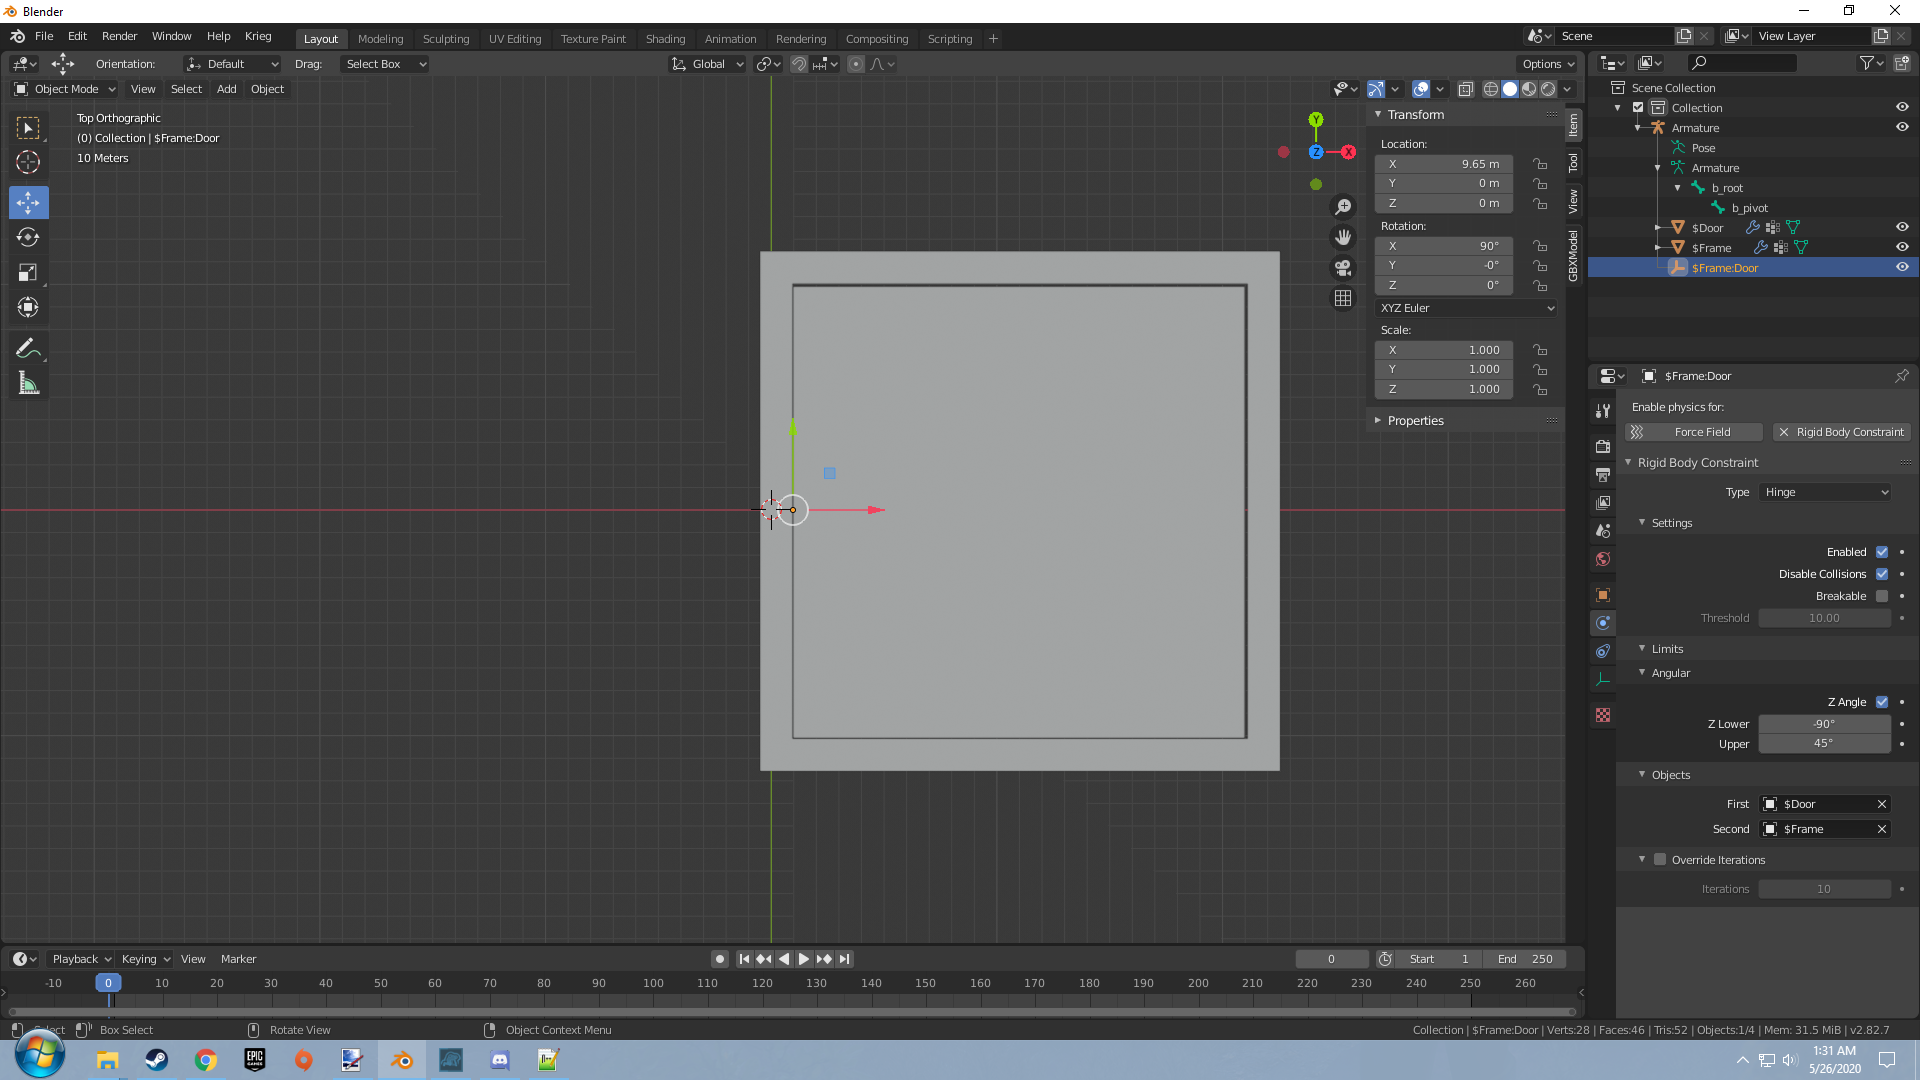 Blender
File Edit Render Window Help Krieg
Layout Modeling Sculpting UV Editing Texture Paint Shading Animation Rendering Compositing Scripting
Scene
View Layer
Orientation: Default Drag: Select Box
Global
Options
Object Mode View Select Add Object
Top Orthographic
(0) Collection | $Frame:Door
10 Meters
Y
Z
X
Transform
Location:
X 9.65 m
Y 0 m
Z 0 m
Rotation:
X 90°
Y -0°
Z 0°
XYZ Euler
Scale:
X 1.000
Y 1.000
Z 1.000
Properties
Item
Tool
View
GBXModel
Scene Collection
Collection
Armature
Pose
Armature
b_root
b_pivot
$Door
$Frame
$Frame:Door
$Frame:Door
Enable physics for:
Force Field
Rigid Body Constraint
Rigid Body Constraint
Type Hinge
Settings
Enabled
Disable Collisions
Breakable
Threshold 10.00
Limits
Angular
Z Angle
Z Lower -90°
Upper 45°
Objects
First $Door
Second $Frame
Override Iterations
Iterations 10
Playback Keying View Marker
0
Start 1
End 250
-10 0 10 20 30 40 50 60 70 80 90 100 110 120 130 140 150 160 170 180 190 200 210 220 230 240 250 260
Select
Box Select
Rotate View
Object Context Menu
Collection | $Frame:Door | Verts:28 | Faces:46 | Tris:52 | Objects:1/4 | Mem: 31.5 MiB | v2.82.7
EPIC
GAMES
1:31 AM
5/26/2020